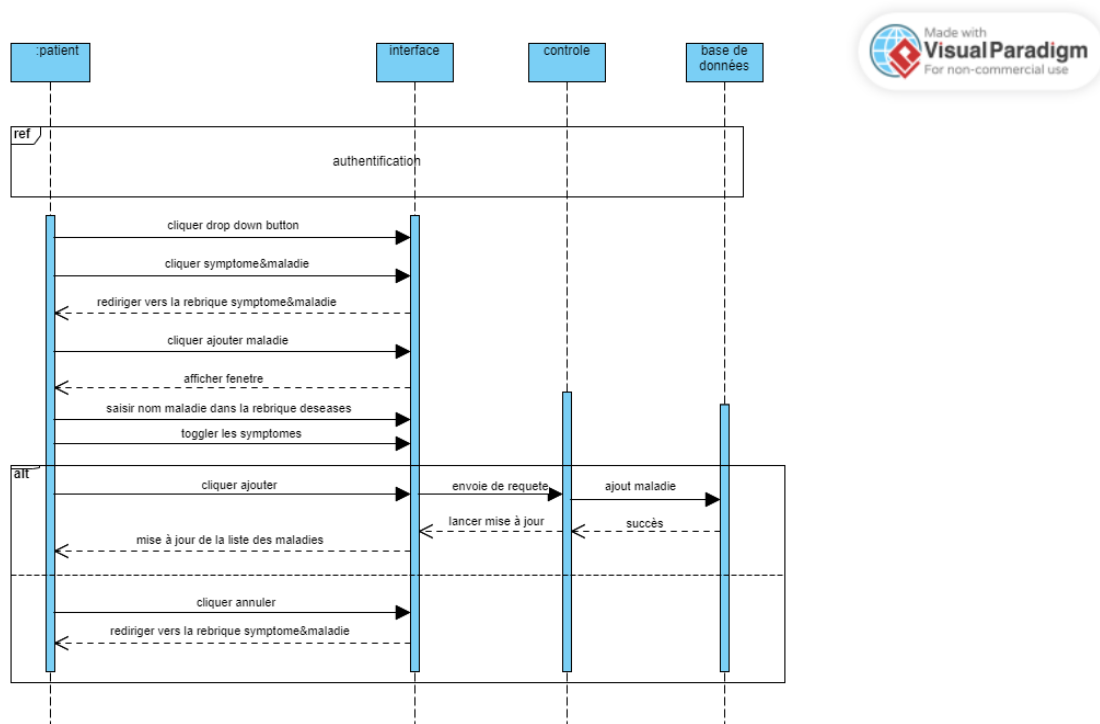 Made with
Visual Paradigm
For non-commercial use
:patient
interface
controle
base de
données
ref
authentification
cliquer drop down button
cliquer symptome&maladie
rediriger vers la rebrique symptome&maladie
cliquer ajouter maladie
afficher fenetre
saisir nom maladie dans la rebrique deseases
toggler les symptomes
alt
cliquer ajouter
envoie de requete
ajout maladie
lancer mise à jour
succès
mise à jour de la liste des maladies
cliquer annuler
rediriger vers la rebrique symptome&maladie